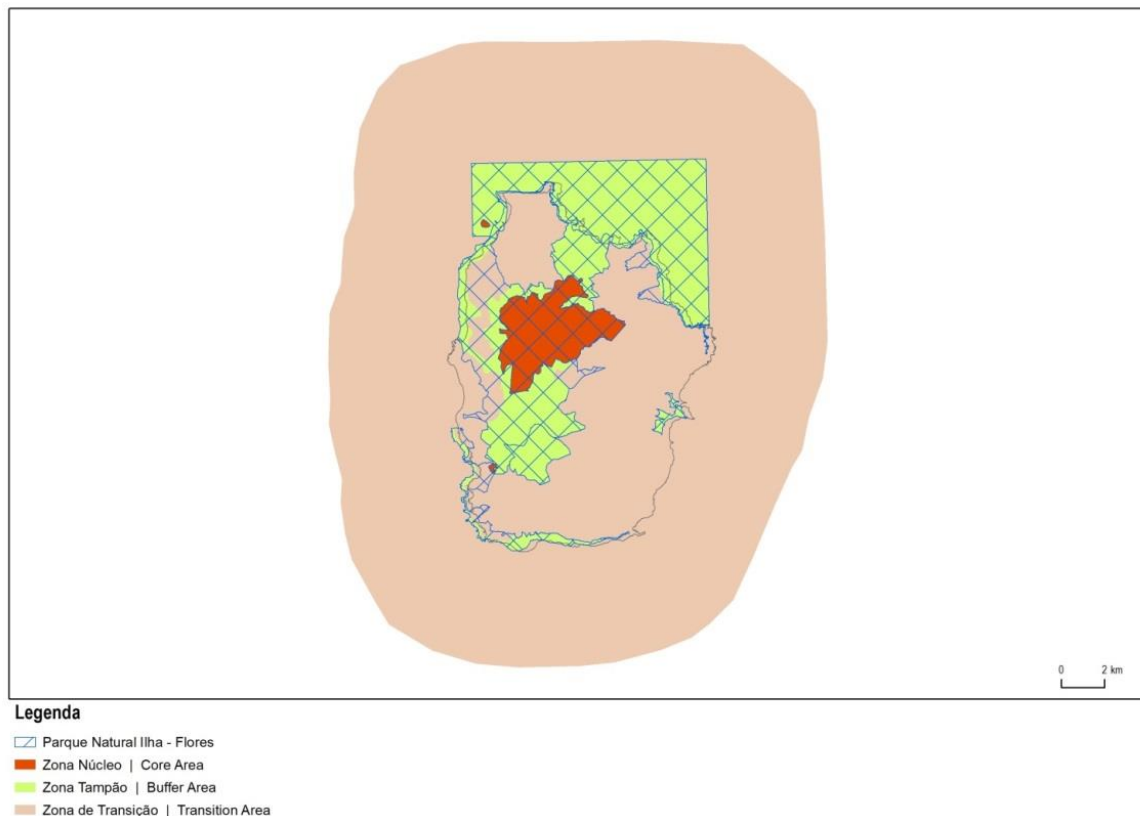 0 2 km
Legenda
Parque Natural Ilha - Flores
Zona Núcleo | Core Area
Zona Tampão | Buffer Area
Zona de Transição | Transition Area